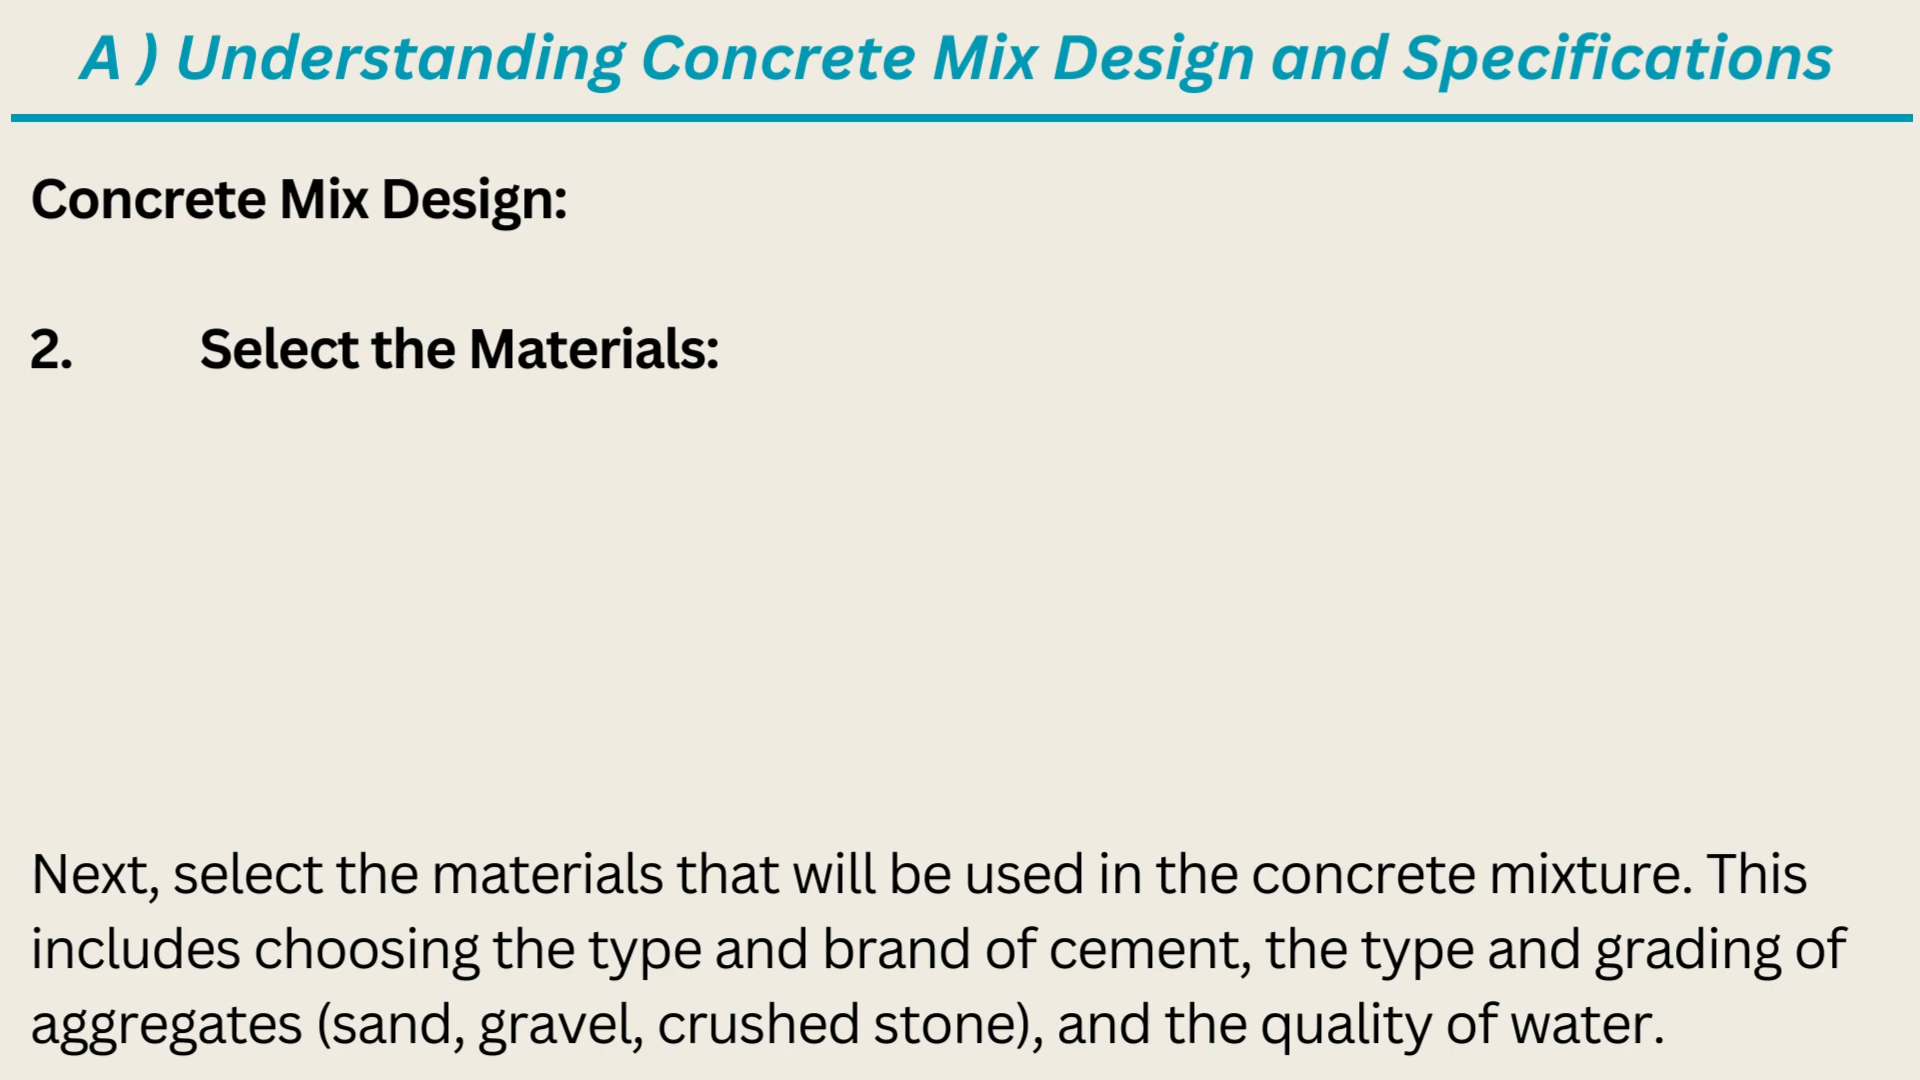 A ) Understanding Concrete Mix Design and Specifications
Concrete Mix Design:
2. Select the Materials:
Next, select the materials that will be used in the concrete mixture. This
includes choosing the type and brand of cement, the type and grading of
aggregates (sand, gravel, crushed stone), and the quality of water.